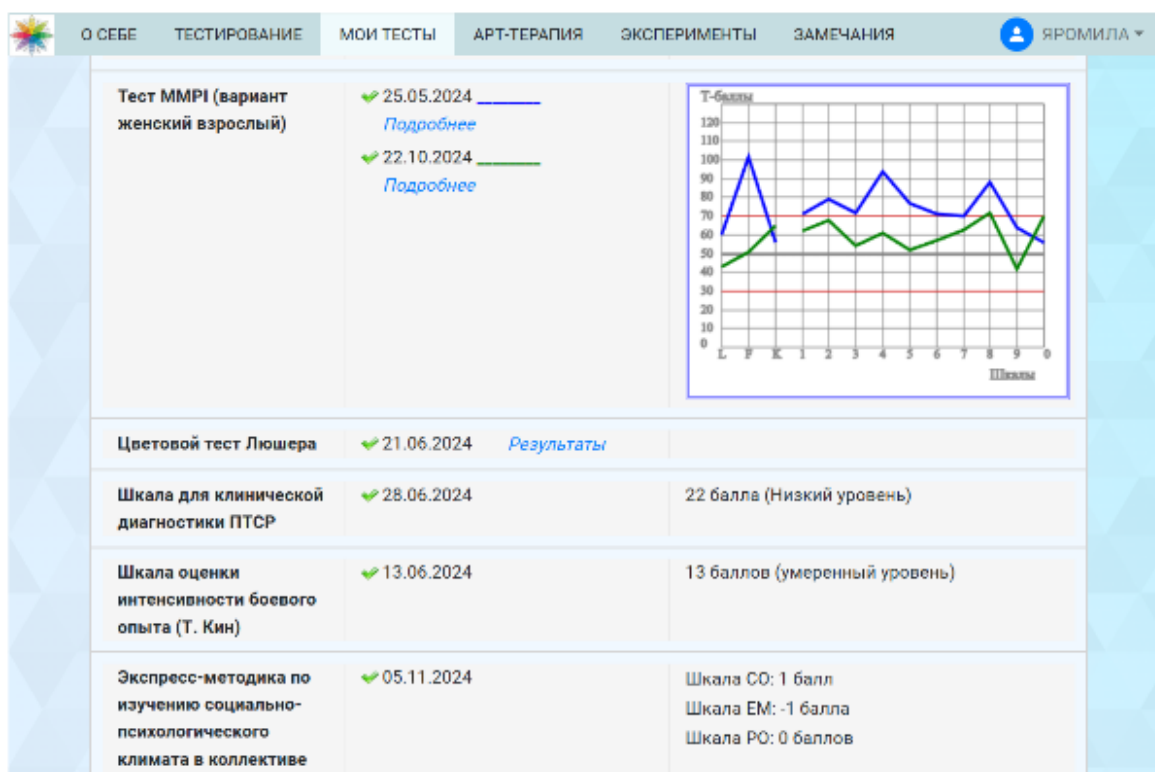 О СЕБЕ ТЕСТИРОВАНИЕ МОИ ТЕСТЫ АРТ-ТЕРАПИЯ ЭКСПЕРИМЕНТЫ ЗАМЕЧАНИЯ ЯРОМИЛА
Тест MMPI (вариант
женский взрослый)
25.05.2024
Подробнее
22.10.2024
Подробнее
Т-баллы
120
110
100
90
80
70
60
50
40
30
20
10
0
L F K 1 2 3 4 5 6 7 8 9 0
Шкалы
Цветовой тест Люшера
21.06.2024 Результаты
Шкала для клинической
диагностики ПТСР
28.06.2024
22 балла (Низкий уровень)
Шкала оценки
интенсивности боевого
опыта (Т. Кин)
13.06.2024
13 баллов (умеренный уровень)
Экспресс-методика по
изучению социально-
психологического
климата в коллективе
05.11.2024
Шкала СО: 1 балл
Шкала ЕМ: -1 балла
Шкала РО: 0 баллов